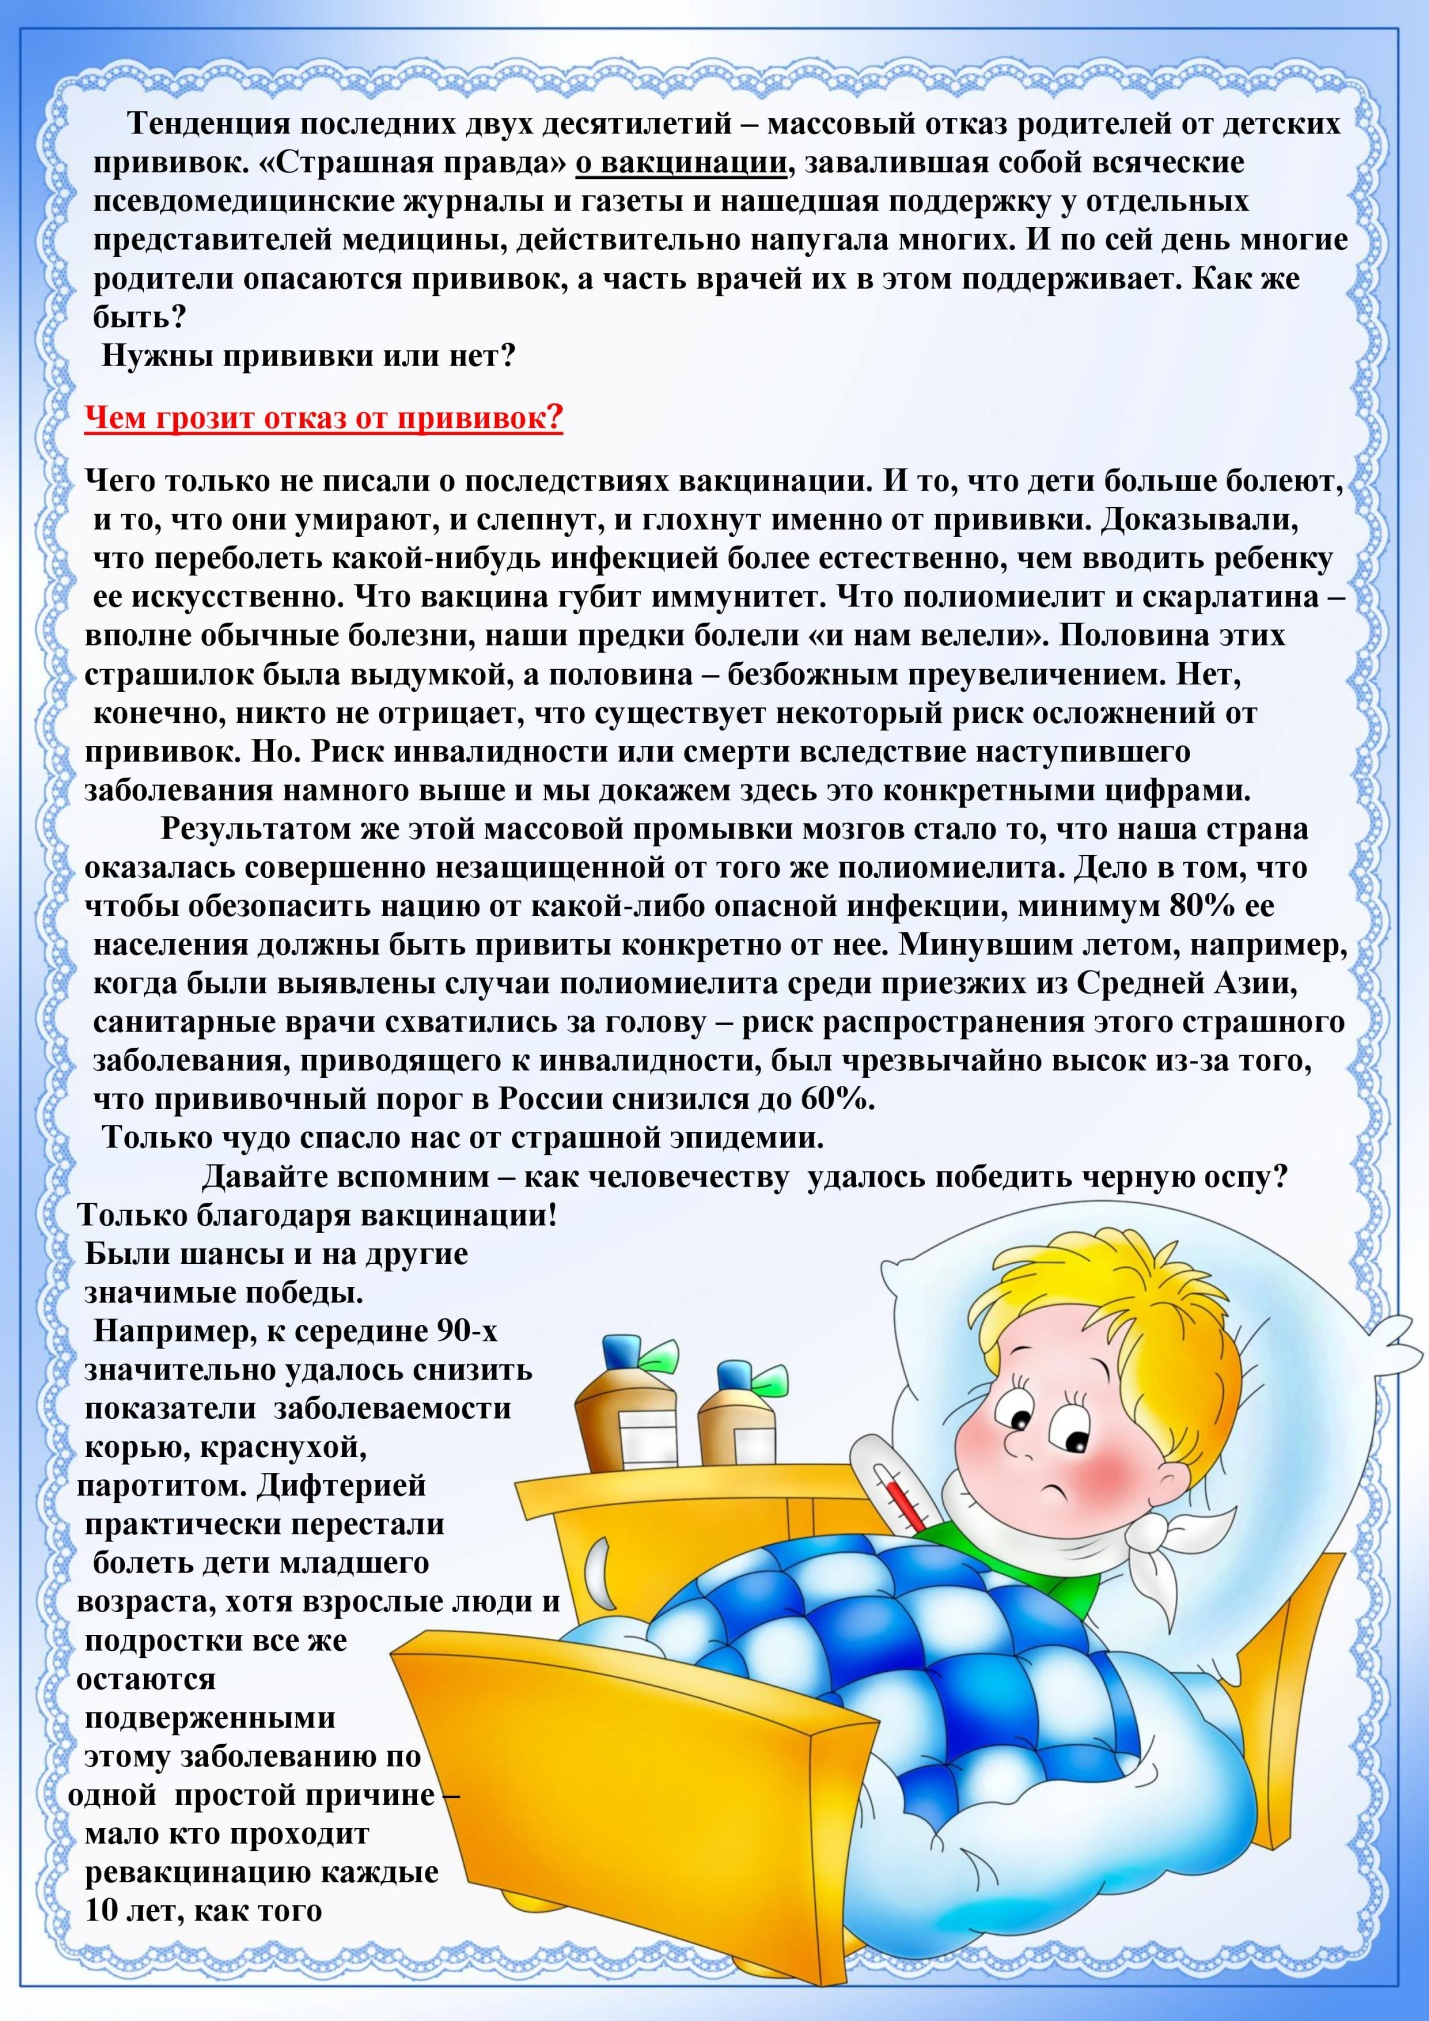 Тенденция последних двух десятилетий – массовый отказ родителей от детских
прививок. «Страшная правда» о вакцинации, завалившая собой всяческие
псевдомедицинские журналы и газеты и нашедшая поддержку у отдельных
представителей медицины, действительно напугала многих. И по сей день многие
родители опасаются прививок, а часть врачей их в этом поддерживает. Как же
быть?
Нужны прививки или нет?
Чем грозит отказ от прививок?
Чего только не писали о последствиях вакцинации. И то, что дети больше болеют,
и то, что они умирают, и слепнут, и глохнут именно от прививки. Доказывали,
что переболеть какой-нибудь инфекцией более естественно, чем вводить ребенку
ее искусственно. Что вакцина губит иммунитет. Что полиомиелит и скарлатина –
вполне обычные болезни, наши предки болели «и нам велели». Половина этих
страшилок была выдумкой, а половина – безбожным преувеличением. Нет,
конечно, никто не отрицает, что существует некоторый риск осложнений от
прививок. Но. Риск инвалидности или смерти вследствие наступившего
заболевания намного выше и мы докажем здесь это конкретными цифрами.
Результатом же этой массовой промывки мозгов стало то, что наша страна
оказалась совершенно незащищенной от того же полиомиелита. Дело в том, что
чтобы обезопасить нацию от какой-либо опасной инфекции, минимум 80% ее
населения должны быть привиты конкретно от нее. Минувшим летом, например,
когда были выявлены случаи полиомиелита среди приезжих из Средней Азии,
санитарные врачи схватились за голову – риск распространения этого страшного
заболевания, приводящего к инвалидности, был чрезвычайно высок из-за того,
что прививочный порог в России снизился до 60%.
Только чудо спасло нас от страшной эпидемии.
Давайте вспомним – как человечеству удалось победить черную оспу?
Только благодаря вакцинации!
Были шансы и на другие
значимые победы.
Например, к середине 90-х
значительно удалось снизить
показатели заболеваемости
корью, краснухой,
паротитом. Дифтерией
практически перестали
болеть дети младшего
возраста, хотя взрослые люди и
подростки все же
остаются
подверженными
этому заболеванию по
одной простой причине –
мало кто проходит
ревакцинацию каждые
10 лет, как того